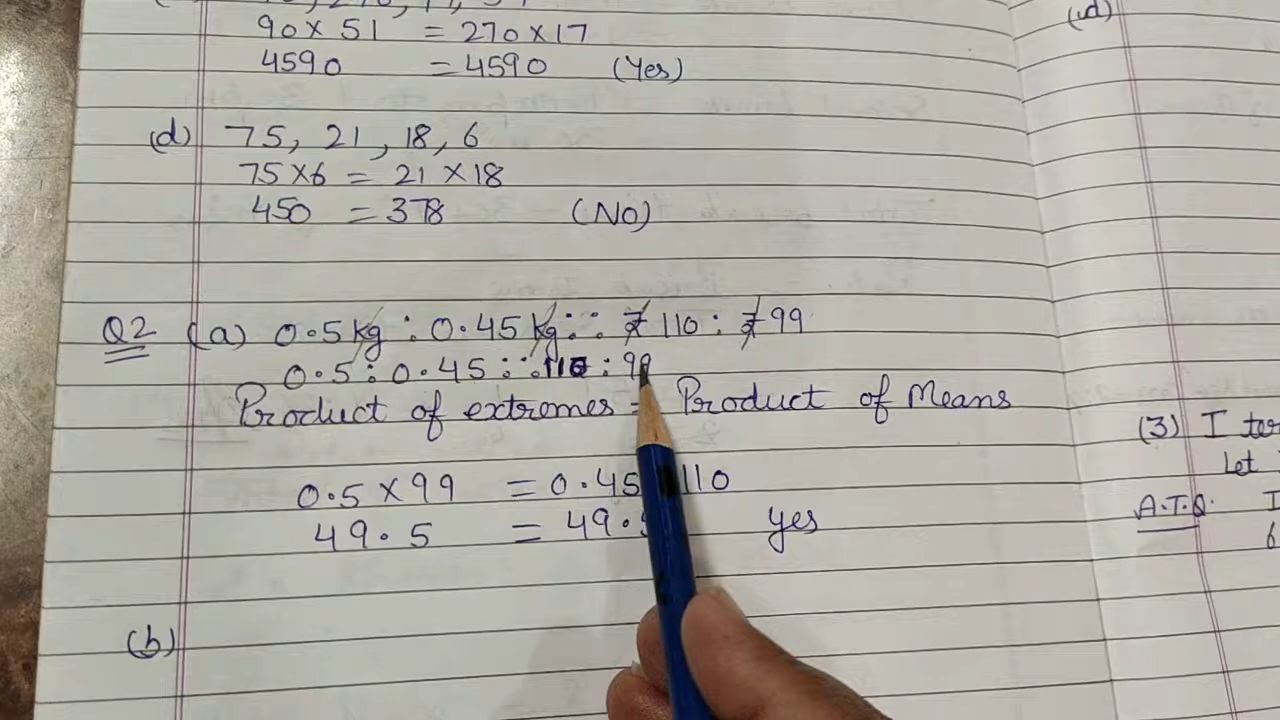 90 × 51 = 270 × 17
4590 = 4590 (Yes)
(d) 75, 21, 18, 6
75 × 6 = 21 × 18
450 = 378 (No)
Q2 (a) 0.5 kg : 0.45 kg :: ₹ 110 : ₹ 99
0.5 : 0.45 :: 110 : 99
Product of extremes = Product of Means
0.5 × 99 = 0.45 110
49.5 = 49.5 yes
(b)
(d)
(3) I
Let
A.T.Q. I
6